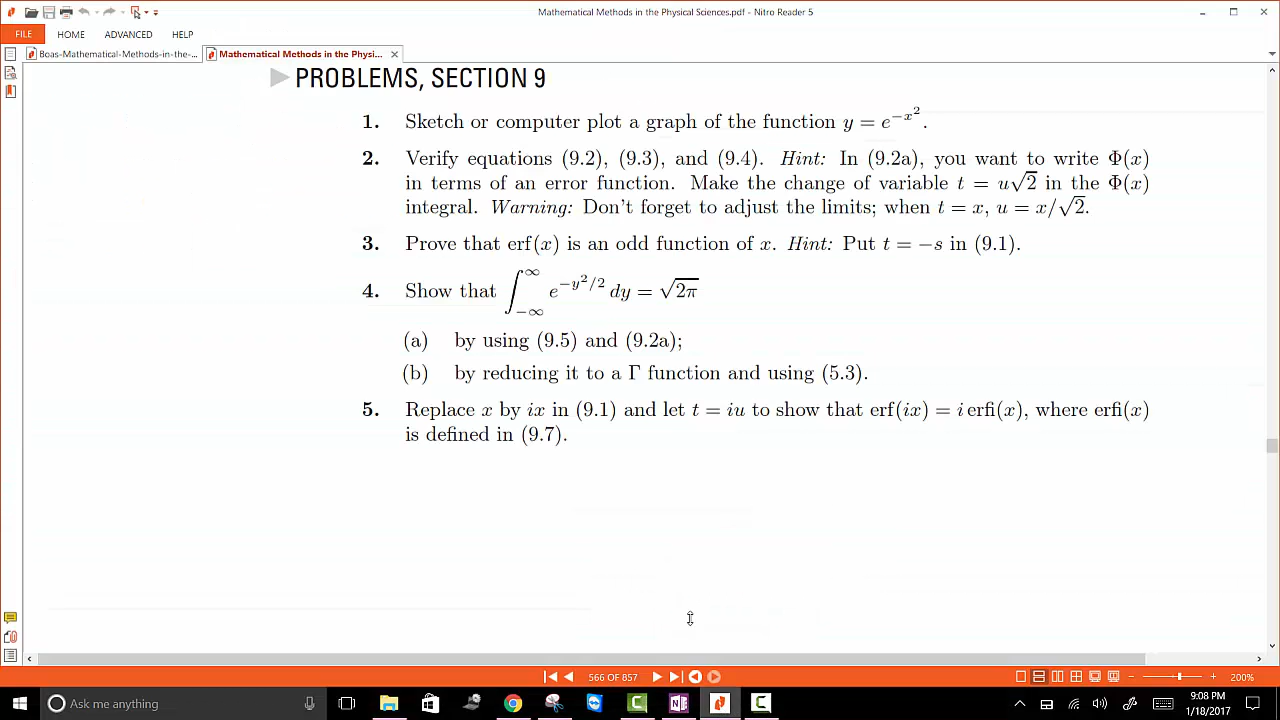 Mathematical Methods in the Physical Sciences.pdf - Nitro Reader 5
FILE HOME ADVANCED HELP
Boas-Mathematical-Methods-in-the-... Mathematical Methods in the Physi...
PROBLEMS, SECTION 9
1. Sketch or computer plot a graph of the function y = e^{-x^2}.
2. Verify equations (9.2), (9.3), and (9.4). Hint: In (9.2a), you want to write Φ(x)
in terms of an error function. Make the change of variable t = u√2 in the Φ(x)
integral. Warning: Don't forget to adjust the limits; when t = x, u = x/√2.
3. Prove that erf(x) is an odd function of x. Hint: Put t = −s in (9.1).
4. Show that ∫_{−∞}^{∞} e^{−y^2/2} dy = √2π
(a) by using (9.5) and (9.2a);
(b) by reducing it to a Γ function and using (5.3).
5. Replace x by ix in (9.1) and let t = iu to show that erf(ix) = i erfi(x), where erfi(x)
is defined in (9.7).
566 OF 857 200%
Ask me anything
9:08 PM
1/18/2017